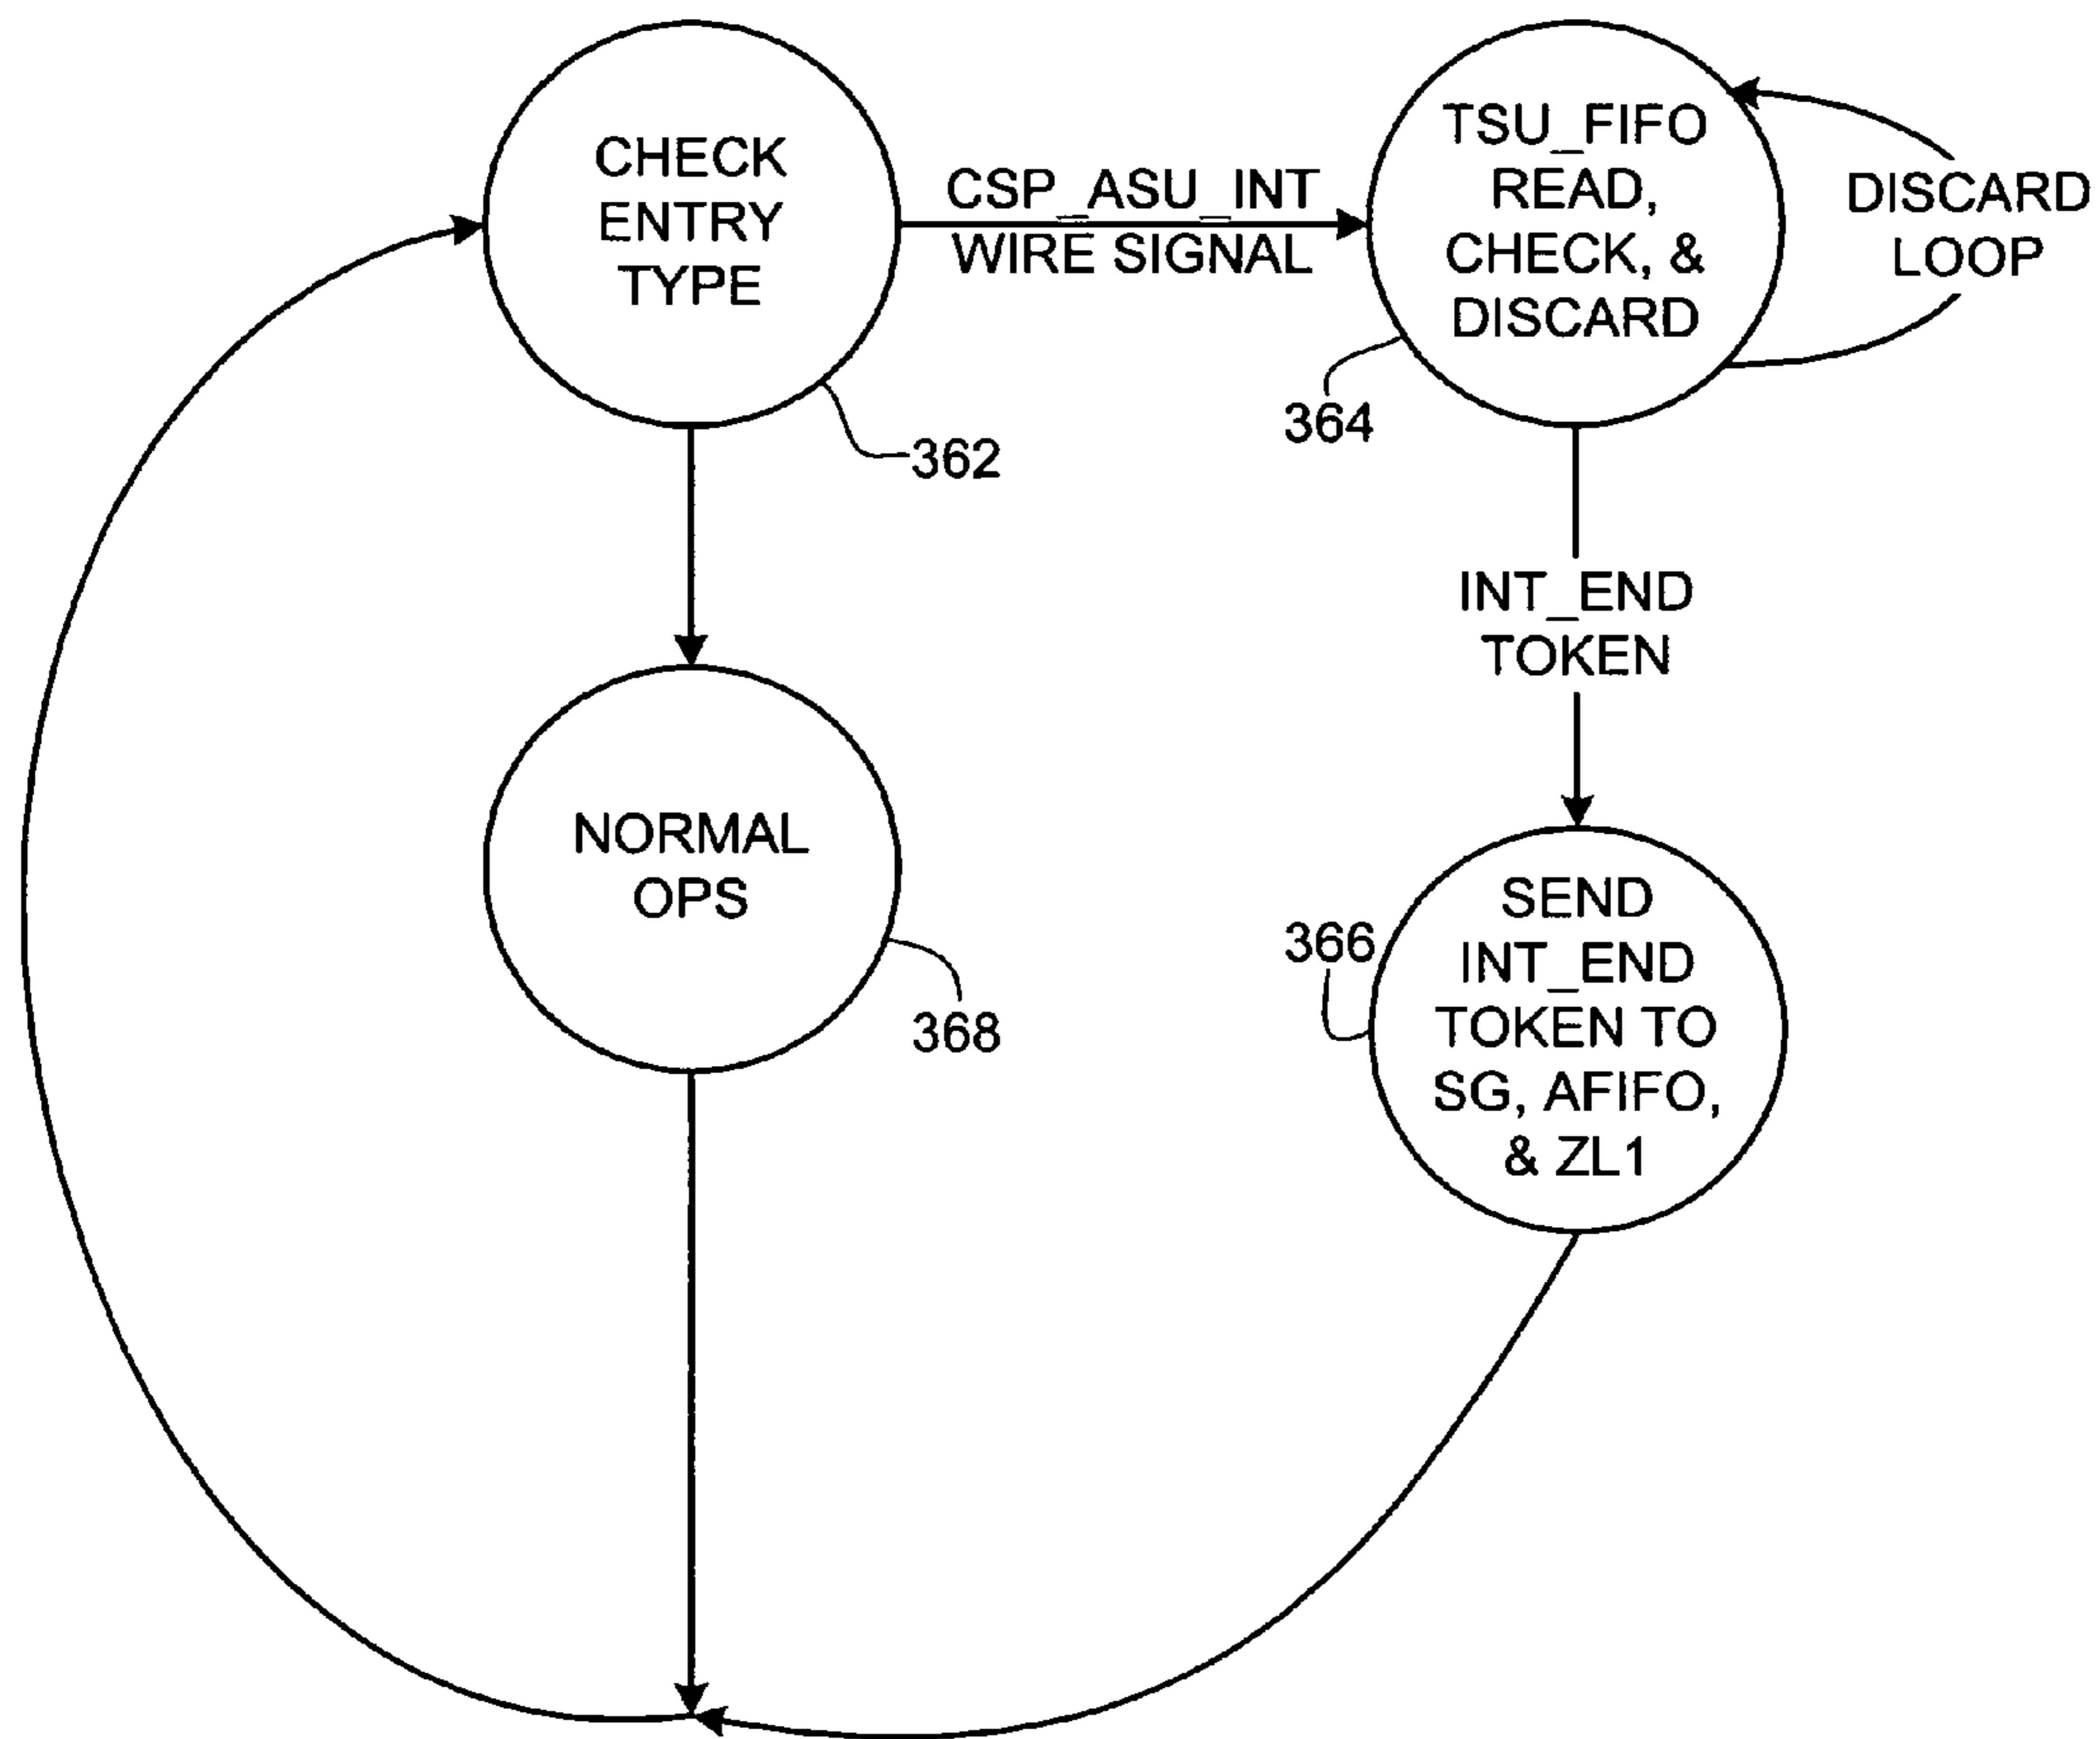 CHECK
ENTRY
TYPE
362
CSP_ASU_INT
WIRE SIGNAL
TSU_FIFO
READ,
CHECK, &
DISCARD
364
DISCARD
LOOP
INT_END
TOKEN
NORMAL
OPS
368
SEND
INT_END
TOKEN TO
SG, AFIFO,
& ZL1
366